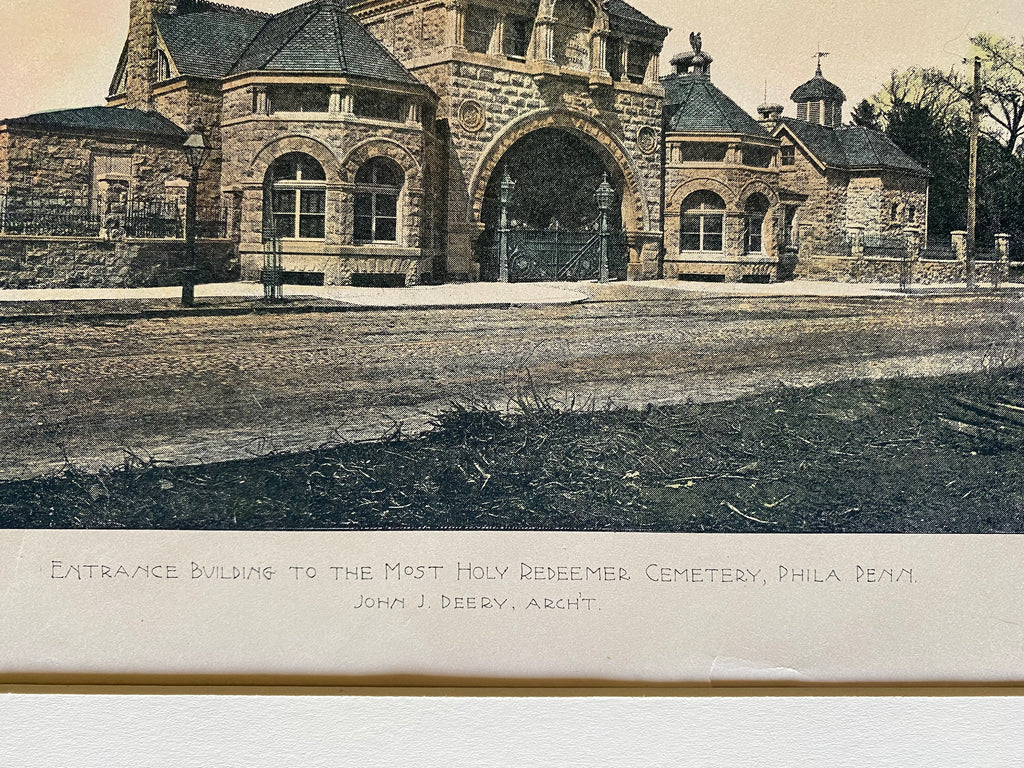 Entrance Building to the Most Holy Redeemer Cemetery, Phila Penn.
John J. Deery, Arch't.